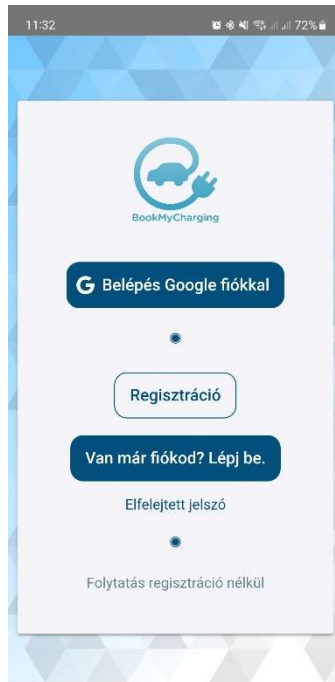 11:32
72%
BookMyCharging
G Belépés Google fiókkal
Regisztráció
Van már fiókod? Lépj be.
Elfelejtett jelszó
Folytatás regisztráció nélkül